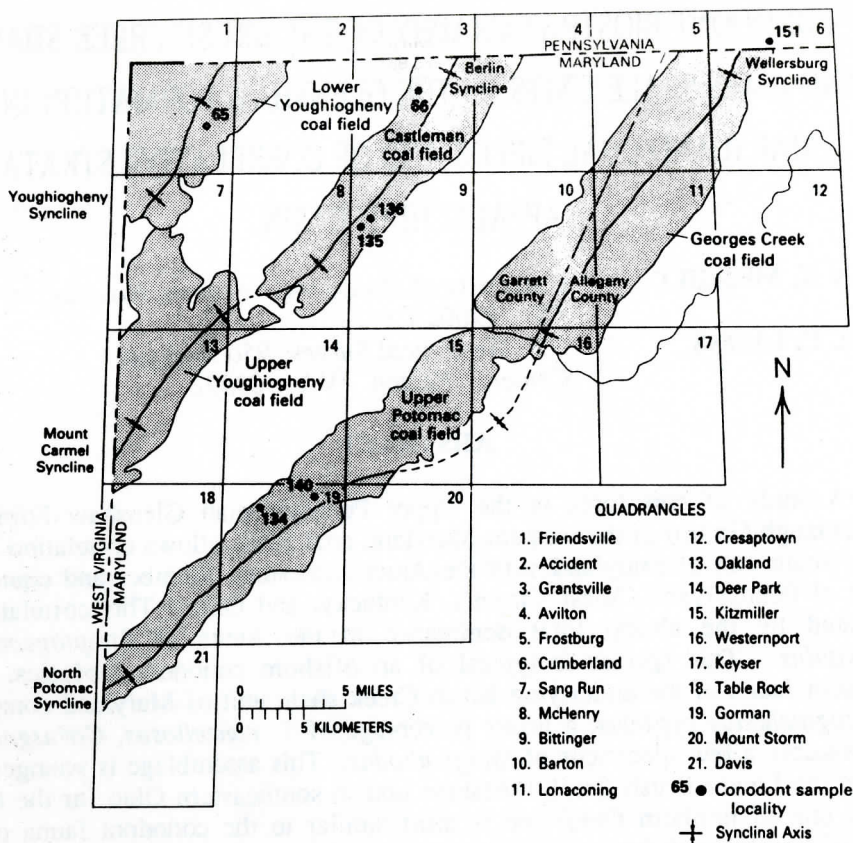 1
2
3
4
5
6
PENNSYLVANIA
MARYLAND
151
Wellersburg
Syncline
Berlin
Syncline
Lower
Youghiogheny
coal field
65
66
Castleman
coal field
7
8
9
10
11
12
Youghiogheny
Syncline
136
135
Georges Creek
coal field
Garrett
County
Allegany
County
13
14
15
16
17
Upper
Youghiogheny
coal field
Upper
Potomac
coal field
N
Mount
Carmel
Syncline
18
140
19
20
134
WEST VIRGINIA
MARYLAND
21
North
Potomac
Syncline
0 5 MILES
0 7 KILOMETERS
QUADRANGLES
1. Friendsville
2. Accident
3. Grantsville
4. Avilton
5. Frostburg
6. Cumberland
7. Sang Run
8. McHenry
9. Bittinger
10. Barton
11. Lonaconing
12. Cresaptown
13. Oakland
14. Deer Park
15. Kitzmiller
16. Westernport
17. Keyser
18. Table Rock
19. Gorman
20. Mount Storm
21. Davis
65 ● Conodont sample
locality
Synclinal Axis